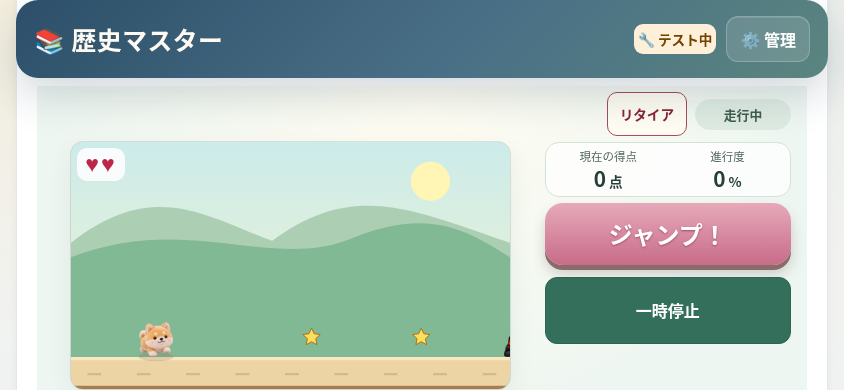 📚 歴史マスター
🔧 テスト中
⚙️ 管理
リタイア
走行中
♥♥
現在の得点
0点
進行度
0%
ジャンプ！
一時停止